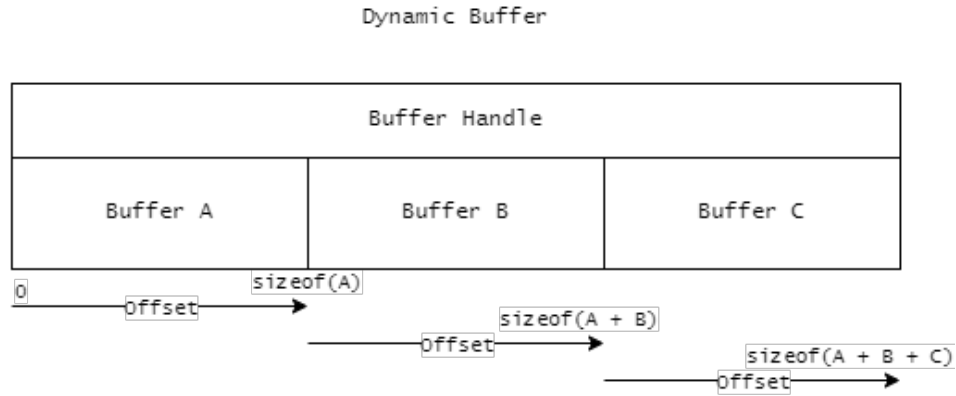 Dynamic Buffer
Buffer Handle
Buffer A
Buffer B
Buffer C
0
sizeof(A)
Offset
sizeof(A + B)
Offset
sizeof(A + B + C)
Offset